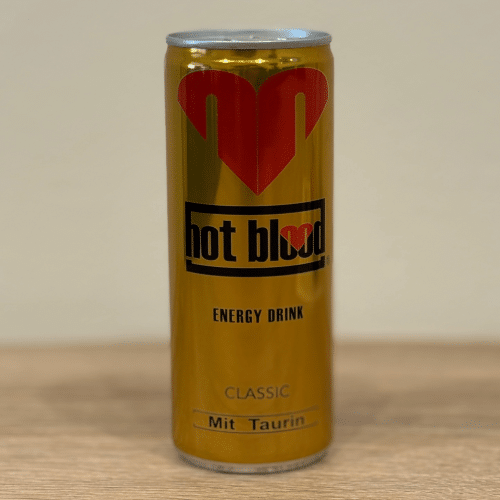 hot blood
ENERGY DRINK
CLASSIC
Mit Taurin